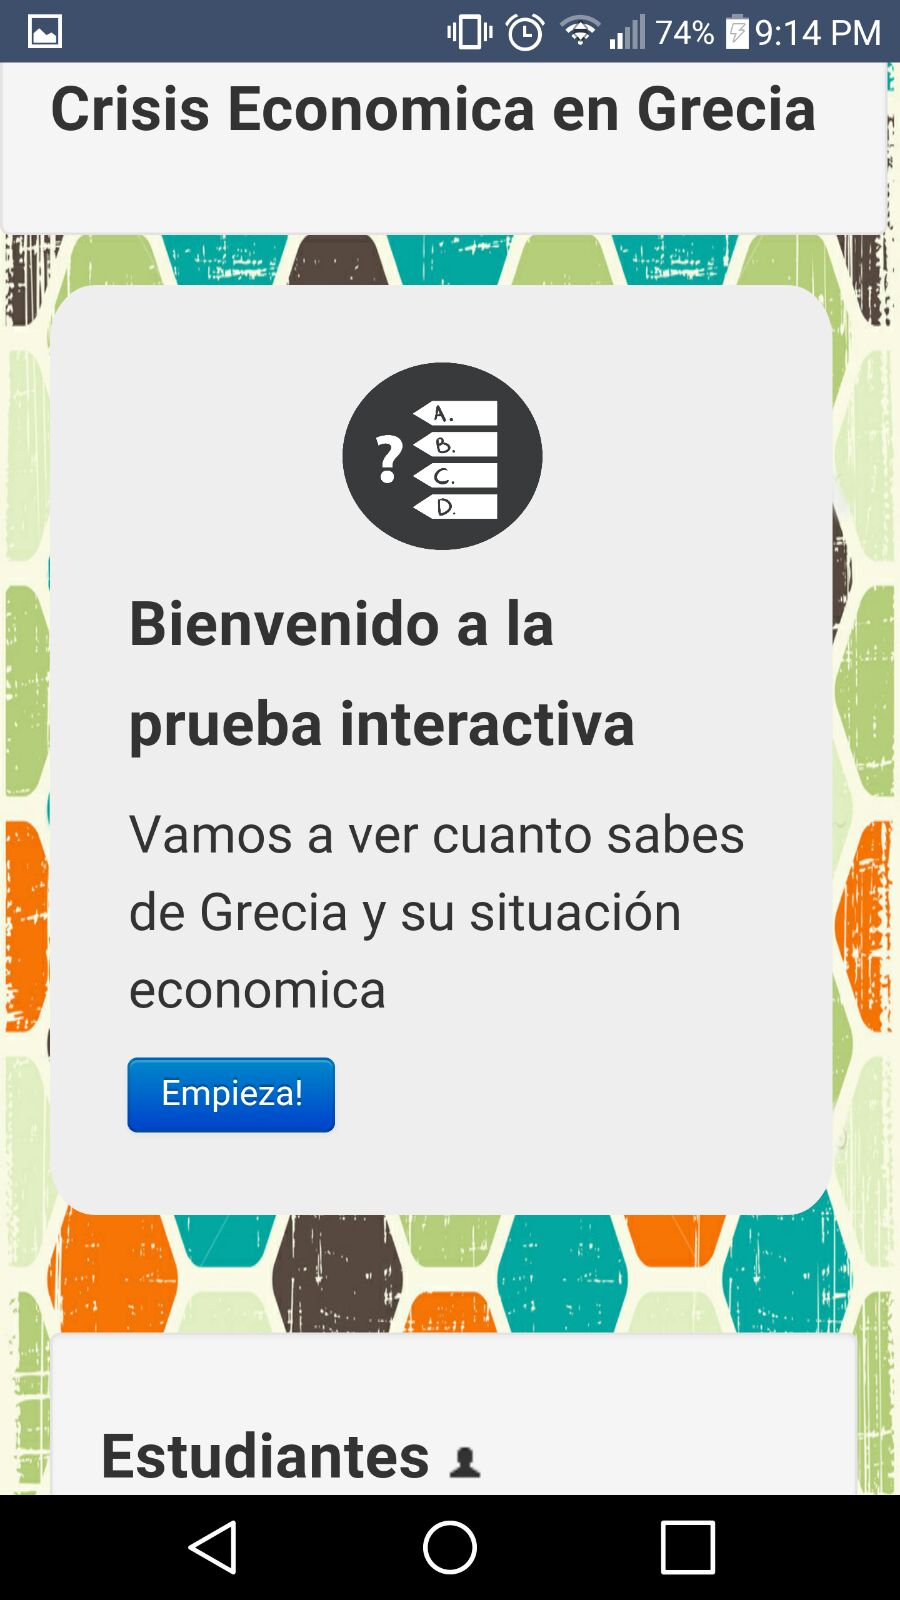 74% 9:14 PM
Crisis Economica en Grecia
?
A.
B.
C.
D.
Bienvenido a la
prueba interactiva
Vamos a ver cuanto sabes
de Grecia y su situación
economica
Empieza!
Estudiantes